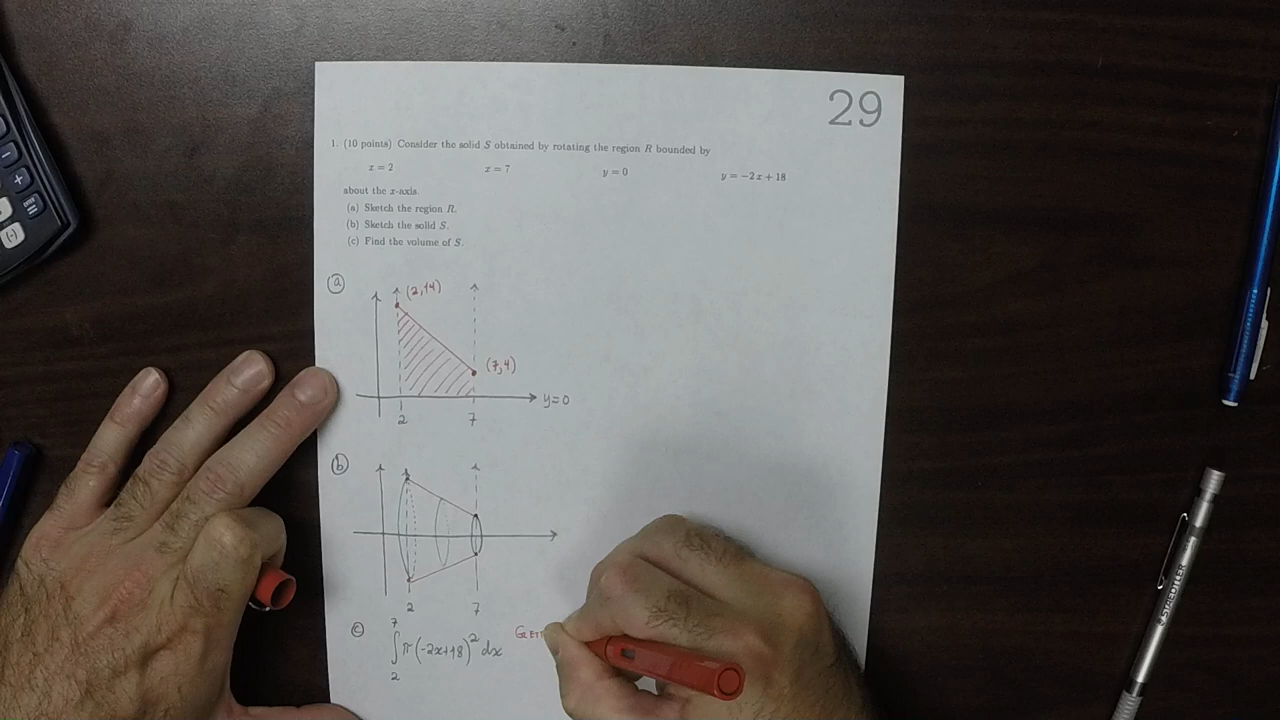 29
1. (10 points) Consider the solid S obtained by rotating the region R bounded by
x = 2 x = 7 y = 0 y = −2x + 18
about the x-axis.
(a) Sketch the region R.
(b) Sketch the solid S.
(c) Find the volume of S.
a
(2,14)
(7,4)
y=0
2 7
b
2 7
c ∫₂⁷ π(-2x+18)² dx
STAEDTLER